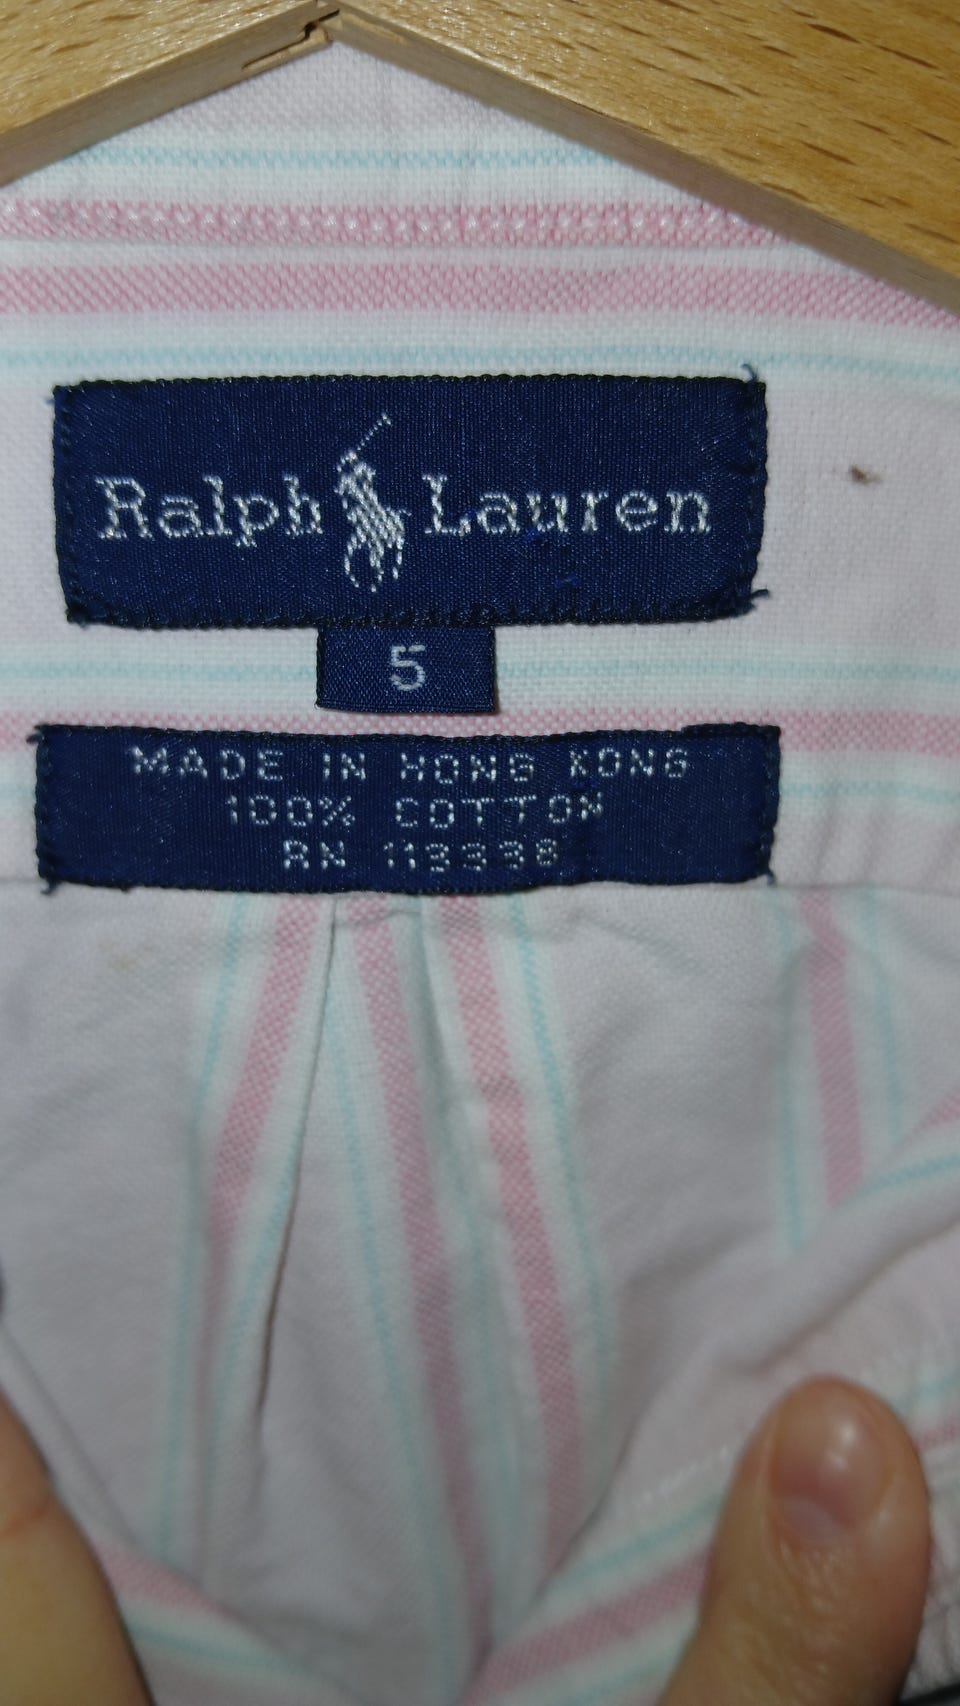 Ralph Lauren
5
MADE IN HONG KONG
100% COTTON
RN 113338